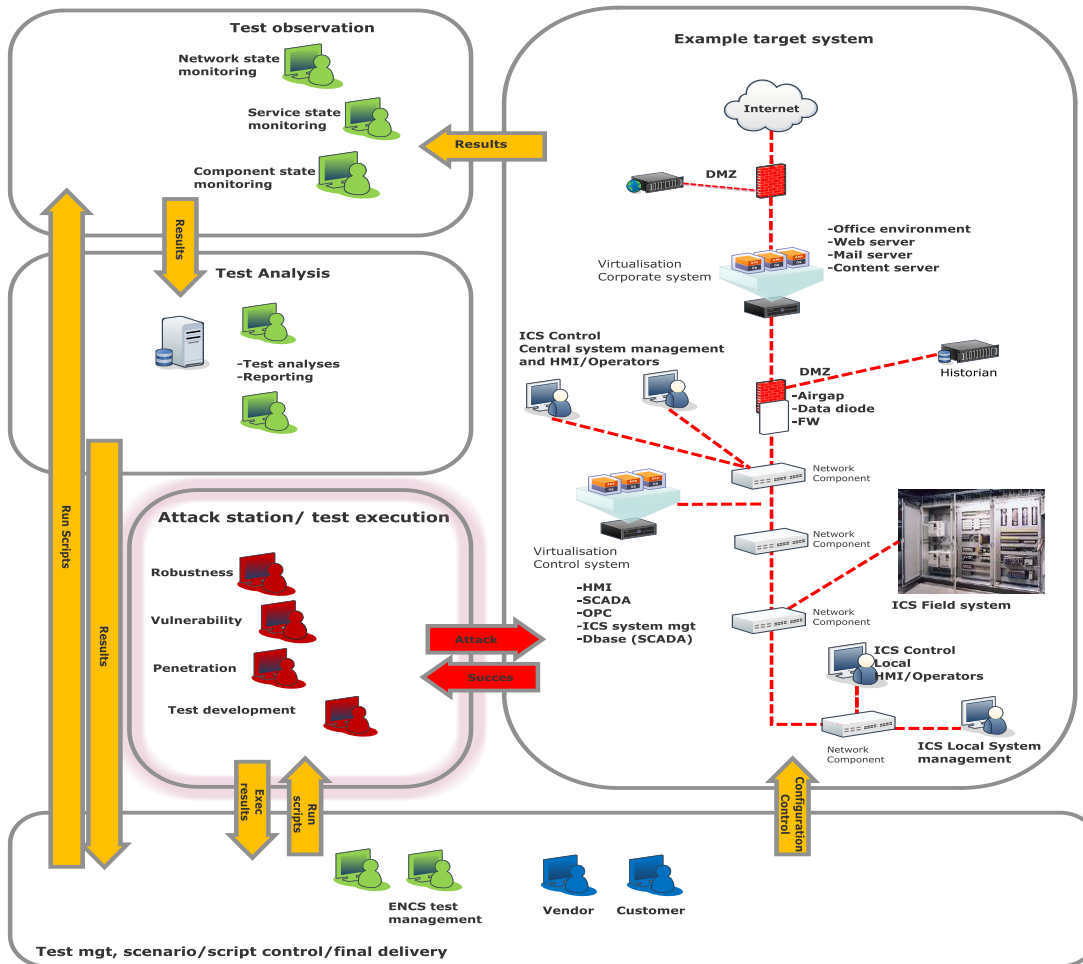 Test observation
Network state
monitoring
Service state
monitoring
Component state
monitoring
Results
Results
Test Analysis
-Test analyses
-Reporting
Run Scripts
Results
Attack station/ test execution
Robustness
Vulnerability
Penetration
Test development
Attack
Succes
Exec
results
Run
scripts
Example target system
Internet
DMZ
-Office environment
-Web server
-Mail server
-Content server
Virtualisation
Corporate system
ICS Control
Central system management
and HMI/Operators
DMZ
-Airgap
-Data diode
-FW
Historian
Network
Component
Virtualisation
Control system
-HMI
-SCADA
-OPC
-ICS system mgt
-Dbase (SCADA)
Network
Component
Network
Component
ICS Field system
ICS Control
Local
HMI/Operators
Network
Component
ICS Local System
management
Configuration
Control
ENCS test
management
Vendor
Customer
Test mgt, scenario/script control/final delivery